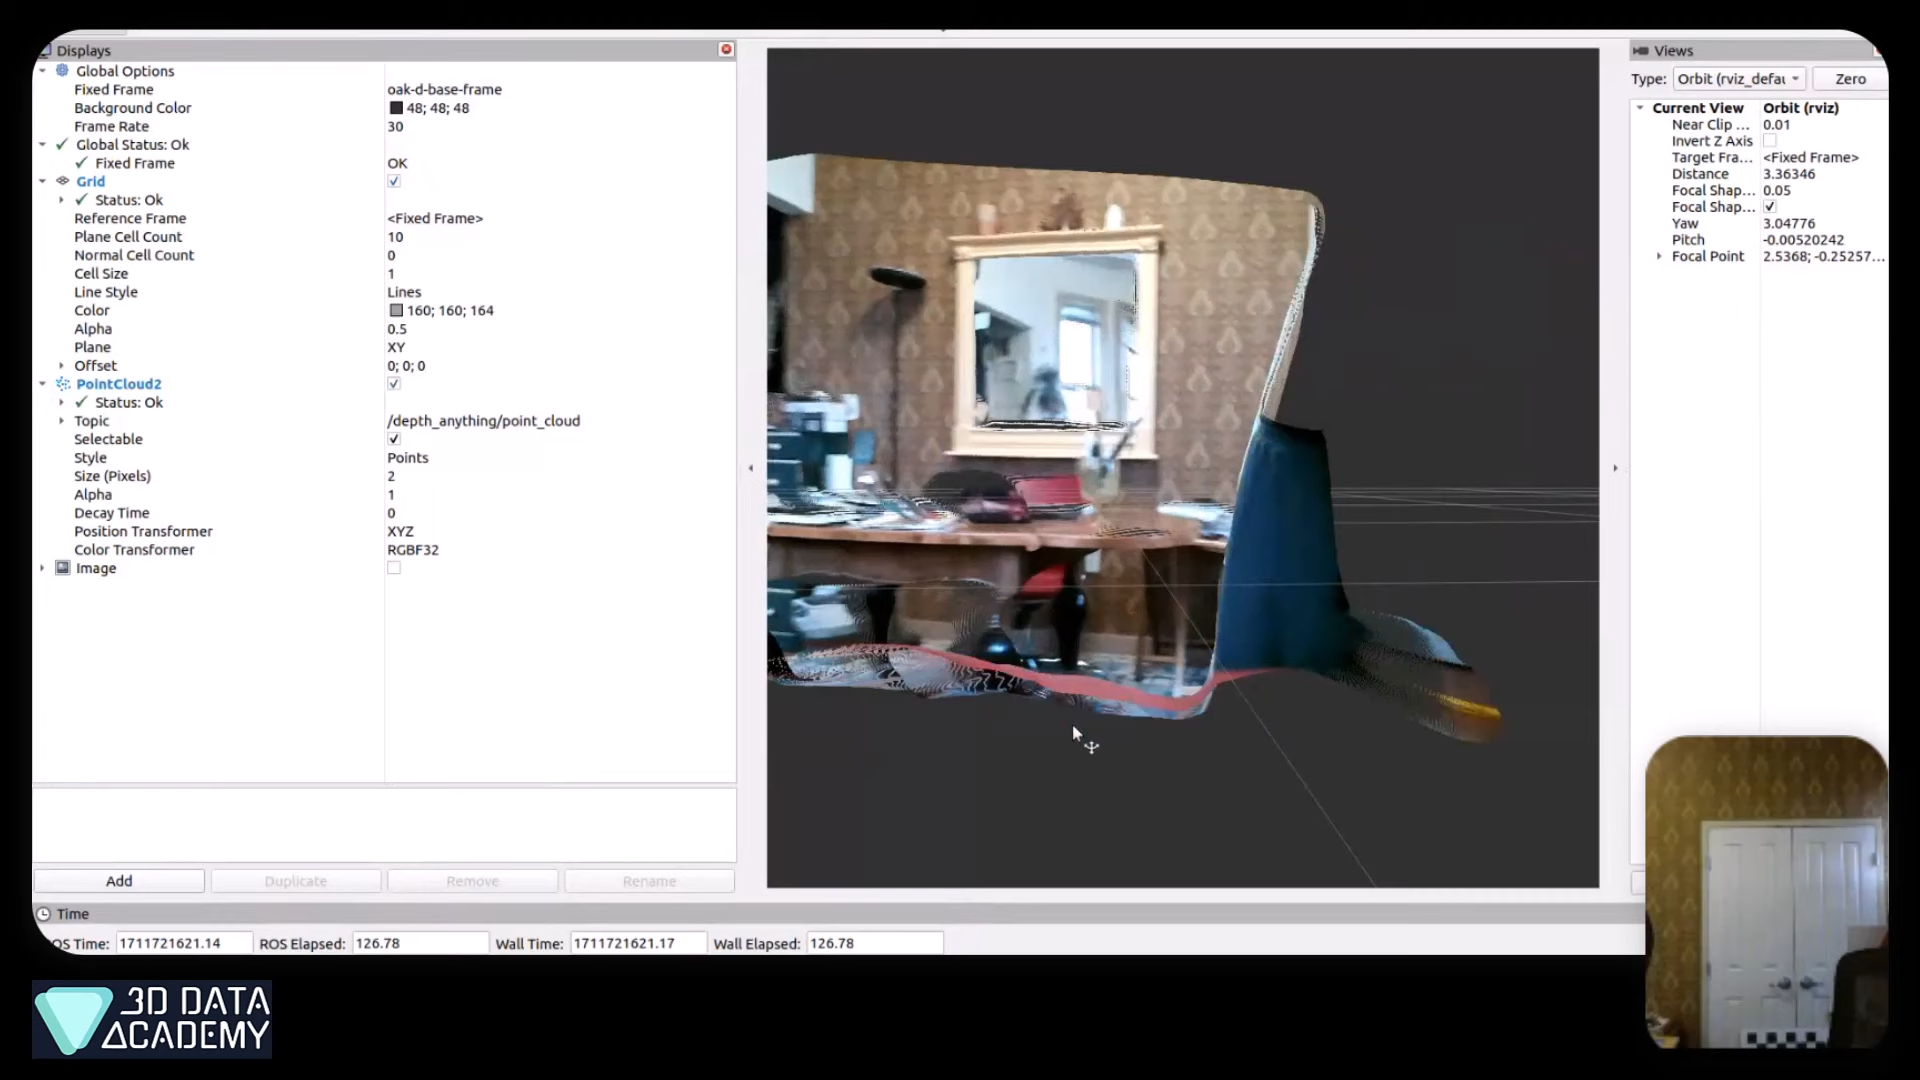 Displays
Global Options
Fixed Frame oak-d-base-frame
Background Color 48; 48; 48
Frame Rate 30
Global Status: Ok
Fixed Frame OK
Grid
Status: Ok
Reference Frame <Fixed Frame>
Plane Cell Count 10
Normal Cell Count 0
Cell Size 1
Line Style Lines
Color 160; 160; 164
Alpha 0.5
Plane XY
Offset 0; 0; 0
PointCloud2
Status: Ok
Topic /depth_anything/point_cloud
Selectable
Style Points
Size (Pixels) 2
Alpha 1
Decay Time 0
Position Transformer XYZ
Color Transformer RGBF32
Image
Add Duplicate Remove Rename
Views
Type: Orbit (rviz_defau Zero
Current View Orbit (rviz)
Near Clip ... 0.01
Invert Z Axis
Target Fra... <Fixed Frame>
Distance 3.36346
Focal Shap... 0.05
Focal Shap...
Yaw 3.04776
Pitch -0.00520242
Focal Point 2.5368; -0.25257...
Time
OS Time: 1711721621.14 ROS Elapsed: 126.78 Wall Time: 1711721621.17 Wall Elapsed: 126.78
3D DATA
ACADEMY